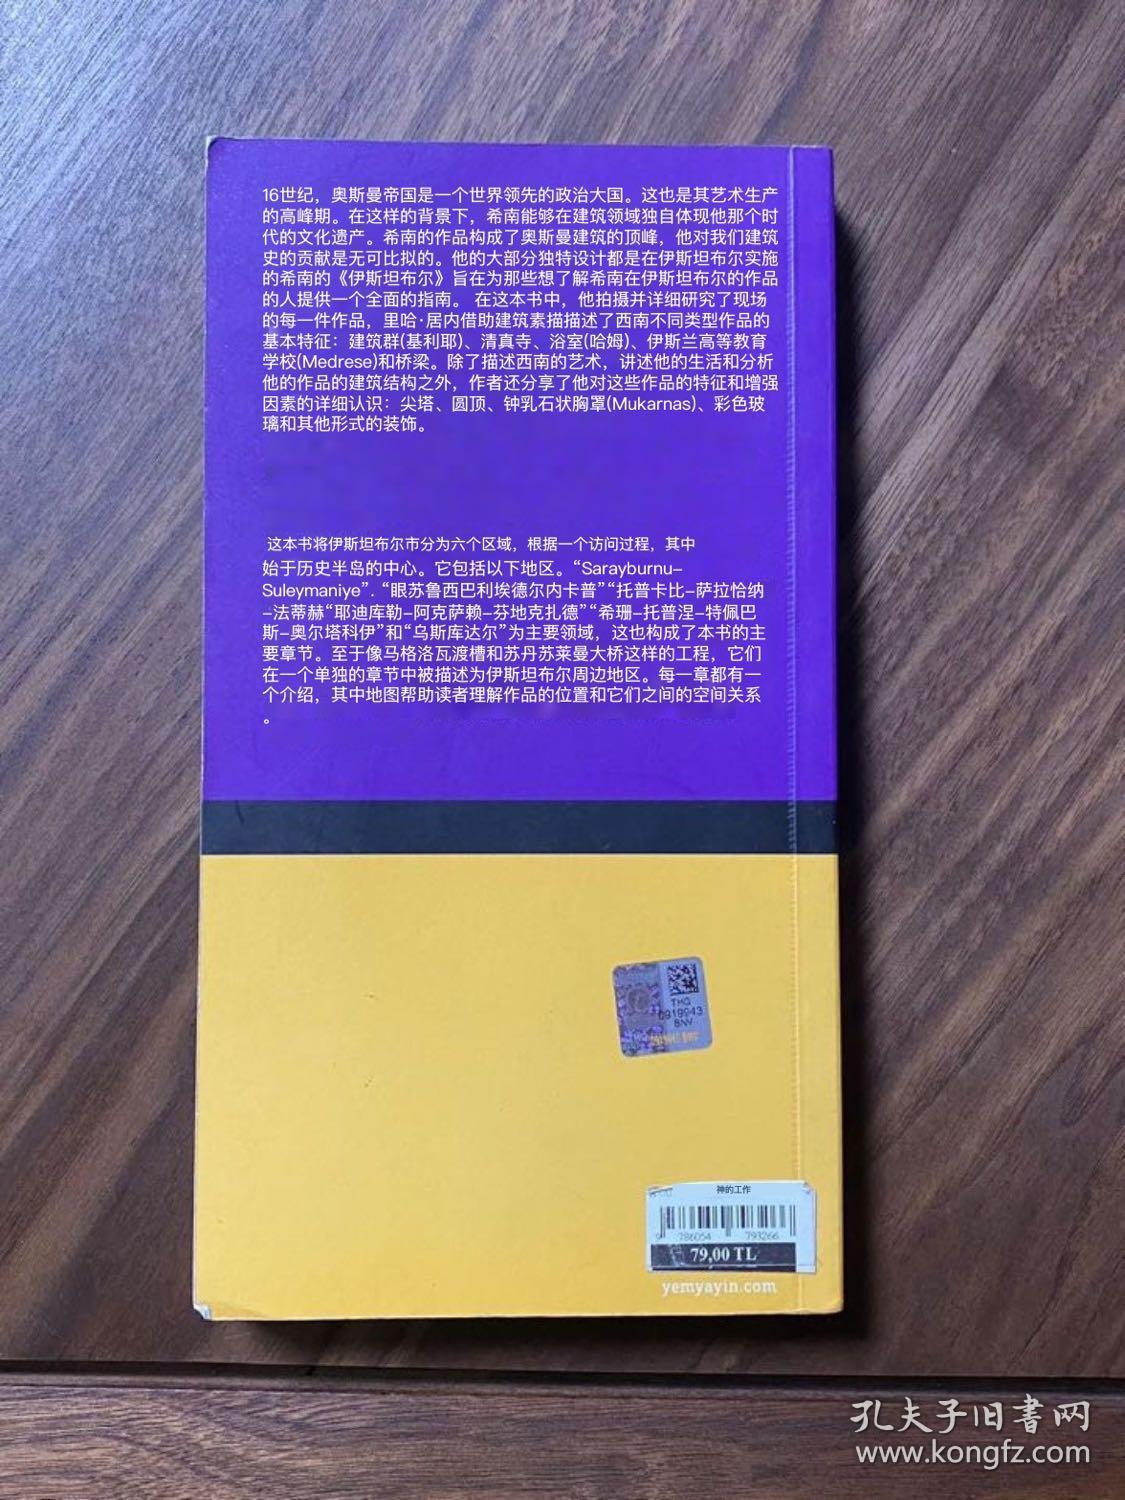 16世纪，奥斯曼帝国是一个世界领先的政治大国。这也是其艺术生产
的高峰期。在这样的背景下，希南能够在建筑领域独自体现他那个时
代的文化遗产。希南的作品构成了奥斯曼建筑的顶峰，他对我们建筑
史的贡献是无可比拟的。他的大部分独特设计都是在伊斯坦布尔实施
的希南的《伊斯坦布尔》旨在为那些想了解希南在伊斯坦布尔的作品
的人提供一个全面的指南。 在这本书中，他拍摄并详细研究了现场
的每一件作品，里哈·居内借助建筑素描描述了西南不同类型作品的
基本特征：建筑群(基利耶)、清真寺、浴室(哈姆)、伊斯兰高等教育
学校(Medrese)和桥梁。除了描述西南的艺术，讲述他的生活和分析
他的作品的建筑结构之外，作者还分享了他对这些作品的特征和增强
因素的详细认识：尖塔、圆顶、钟乳石状胸罩(Mukarnas)、彩色玻
璃和其他形式的装饰。
这本书将伊斯坦布尔市分为六个区域，根据一个访问过程，其中
始于历史半岛的中心。它包括以下地区。“Sarayburnu-
Suleymaniye”. “眼苏鲁西巴利埃德尔内卡普”“托普卡比-萨拉恰纳
-法蒂赫“耶迪库勒-阿克萨赖-芬地克扎德”“希珊-托普涅-特佩巴
斯-奥尔塔科伊”和“乌斯库达尔”为主要领域，这也构成了本书的主
要章节。至于像马格洛瓦渡槽和苏丹苏莱曼大桥这样的工程，它们
在一个单独的章节中被描述为伊斯坦布尔周边地区。每一章都有一
个介绍，其中地图帮助读者理解作品的位置和它们之间的空间关系
。
THG
0919943
BNV
神的工作
9 786054 793266
79,00 TL
yemyayin.com
孔夫子旧书网
www.kongfz.com